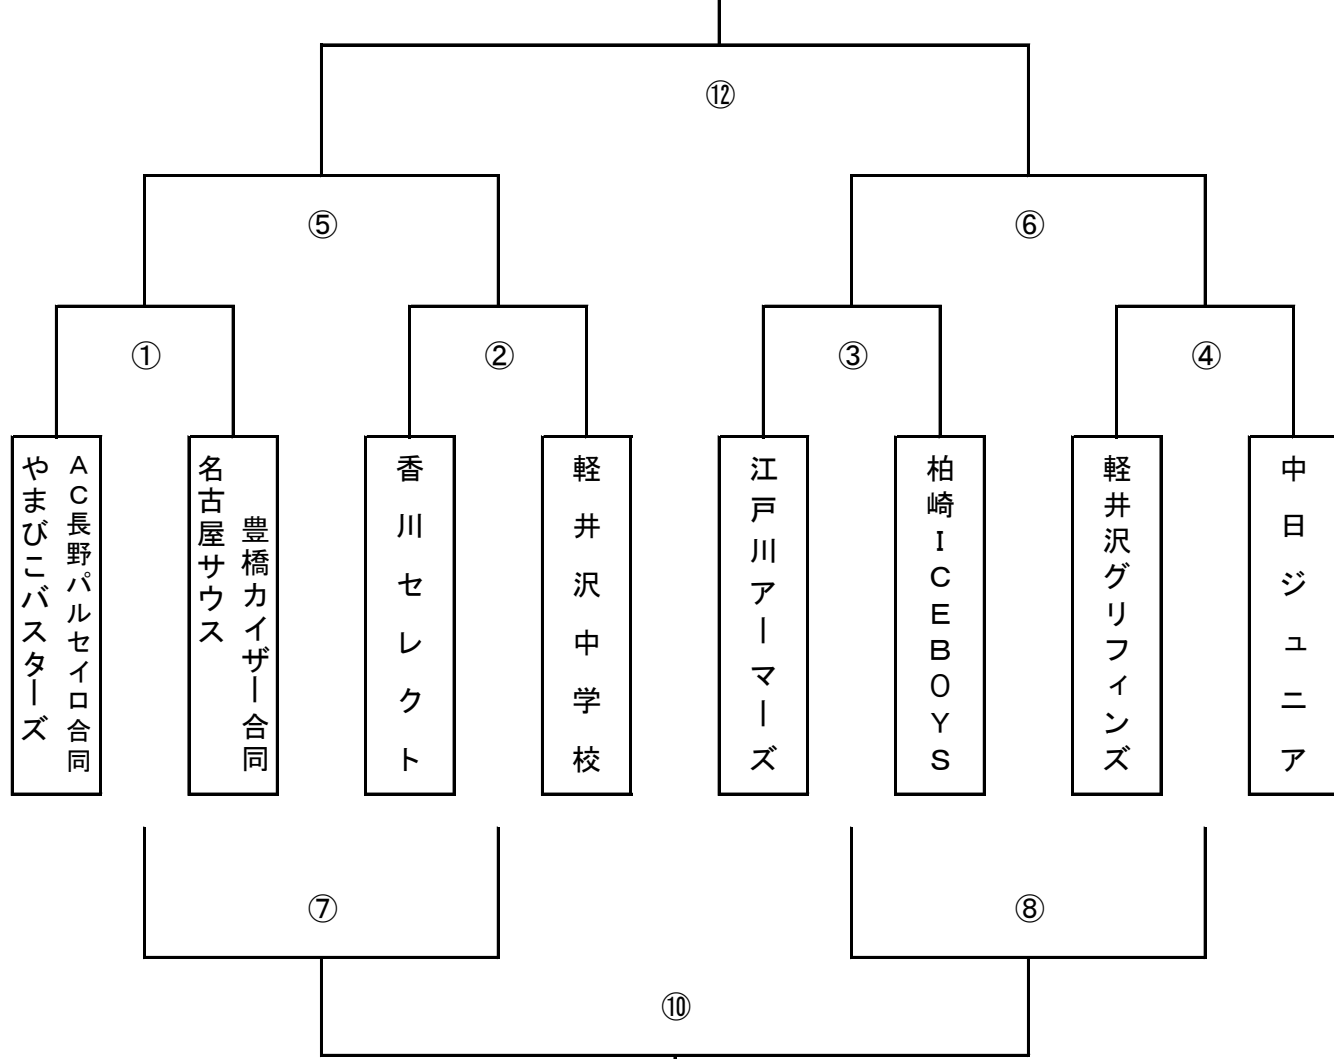 ⑫
⑤
⑥
①
②
③
④
やまびこバスターズ
AC長野パルセイロ合同
名古屋サウス
豊橋カイザー合同
香川セレクト
軽井沢中学校
江戸川アーマーズ
柏崎ICEBOYS
軽井沢グリフィンズ
中日ジュニア
⑦
⑧
⑩